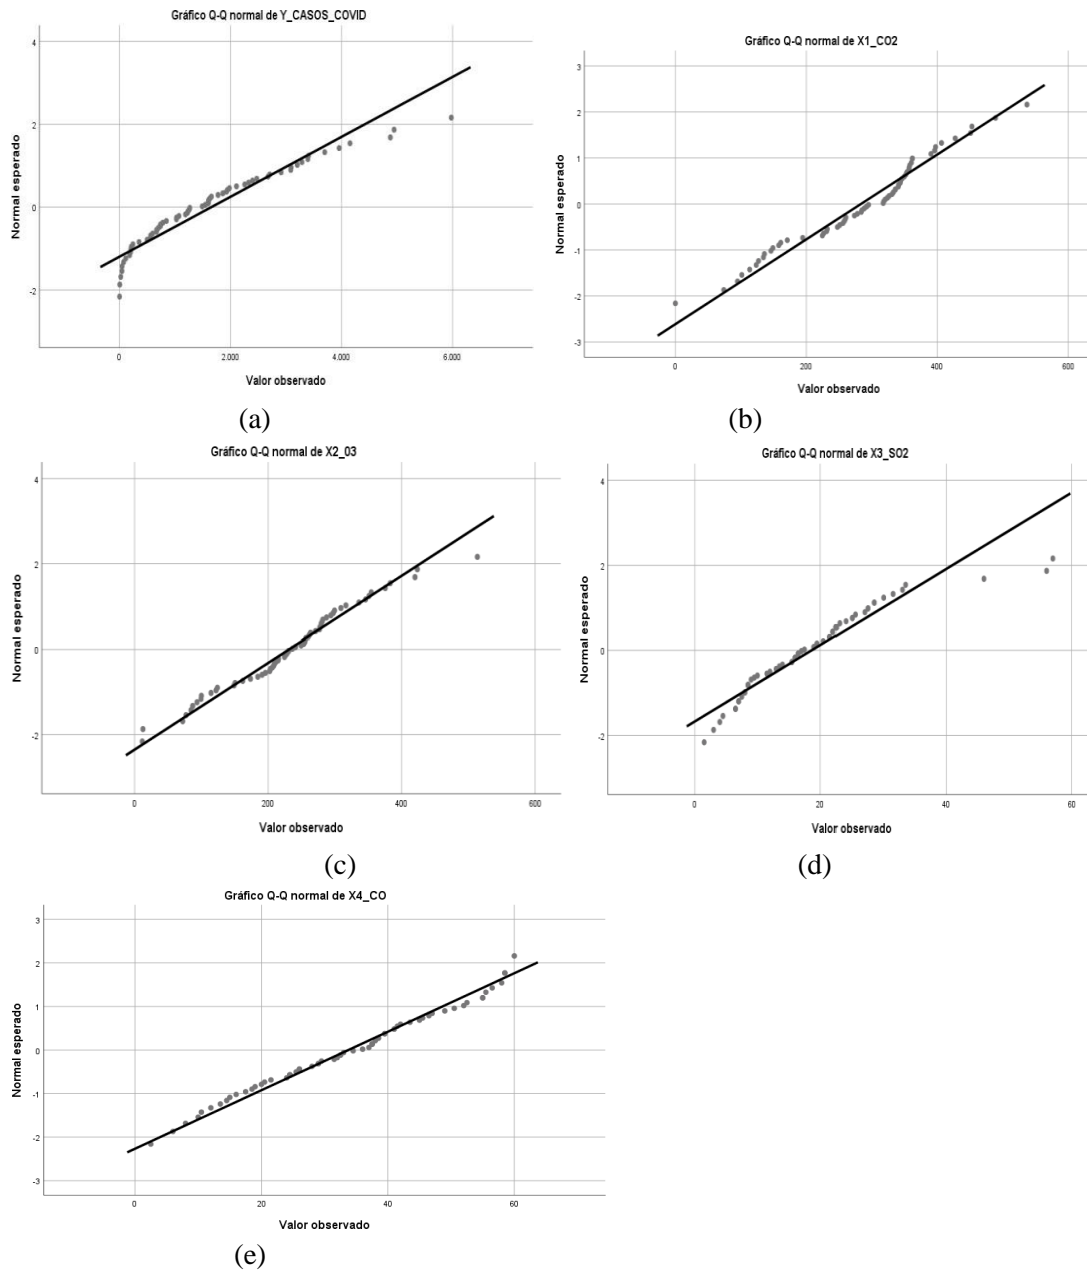 Gráfico Q-Q normal de Y_CASOS_COVID
Normal esperado
4
2
0
-2
0
2.000
4.000
6.000
Valor observado
(a)
Gráfico Q-Q normal de X1_CO2
Normal esperado
3
2
1
0
-1
-2
-3
0
200
400
600
Valor observado
(b)
Gráfico Q-Q normal de X2_03
Normal esperado
4
2
0
-2
0
200
400
600
Valor observado
(c)
Gráfico Q-Q normal de X3_SO2
Normal esperado
4
2
0
-2
0
20
40
60
Valor observado
(d)
Gráfico Q-Q normal de X4_CO
Normal esperado
3
2
1
0
-1
-2
-3
0
20
40
60
Valor observado
(e)